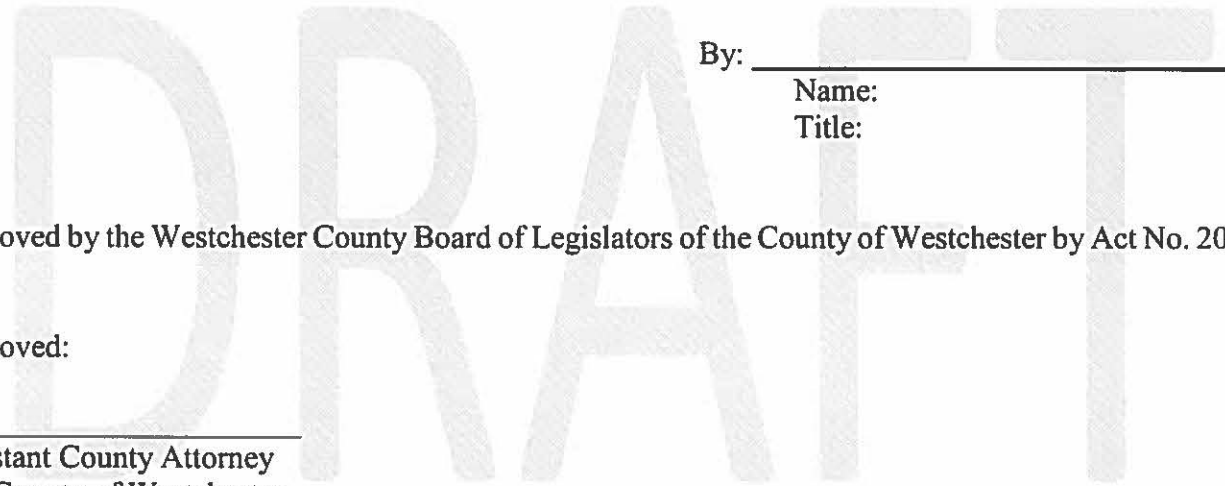 DRAFT
By:
Name:
Title:
oved by the Westchester County Board of Legislators of the County of Westchester by Act No. 20
oved:
stant County Attorney